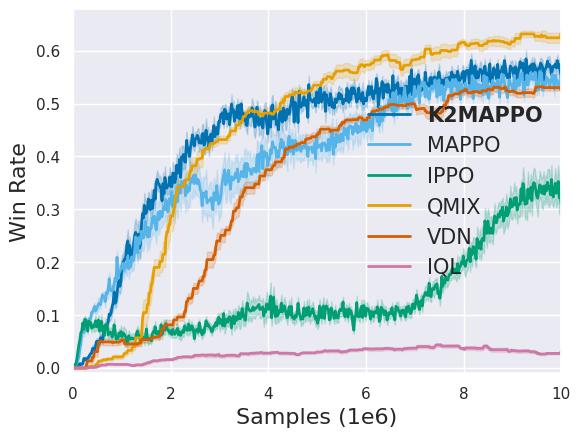 0.6
0.5
0.4
0.3
0.2
0.1
0.0
Win Rate
K2MAPPO
MAPPO
IPPO
QMIX
VDN
IQL
0 2 4 6 8 10
Samples (1e6)